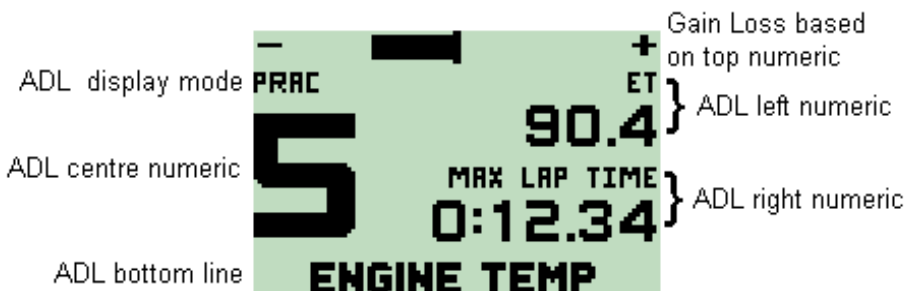 − +
Gain Loss based
on top numeric
ADL display mode
PRAC
ET
ADL left numeric
90.4
ADL centre numeric
5
MAX LAP TIME
ADL right numeric
0:12.34
ADL bottom line
ENGINE TEMP